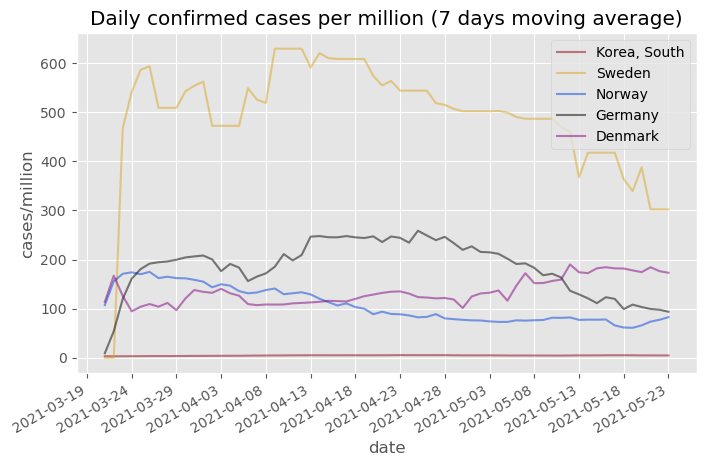 Daily confirmed cases per million (7 days moving average)
Korea, South
Sweden
Norway
Germany
Denmark
cases/million
600
500
400
300
200
100
0
2021-03-19
2021-03-24
2021-03-29
2021-04-03
2021-04-08
2021-04-13
2021-04-18
2021-04-23
2021-04-28
2021-05-03
2021-05-08
2021-05-13
2021-05-18
2021-05-23
date